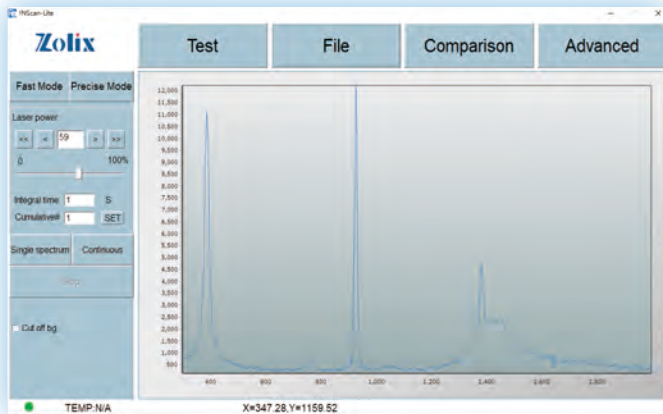 INScan-Lite
Zolix
Test File Comparison Advanced
Fast Mode Precise Mode
Laser power
<< < 59 > >>
0 100%
Integral time 1 S
Cumulative# 1 SET
Single spectrum Continuous
Stop
Cut off bg
12,000
11,500
11,000
10,500
10,000
9,500
9,000
8,500
8,000
7,500
7,000
6,500
6,000
5,500
5,000
4,500
4,000
3,500
3,000
2,500
2,000
1,500
1,000
500
400 600 800 1,000 1,200 1,400 1,600 1,800
TEMP:N/A X=347.28,Y=1159.52